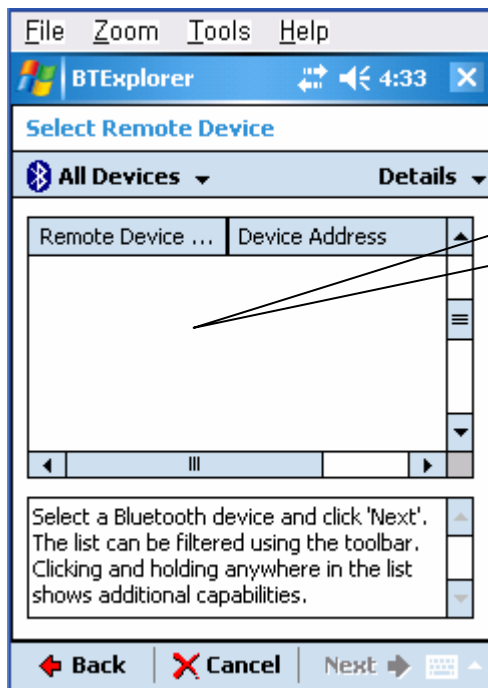 File Zoom Tools Help
BTExplorer 4:33
Select Remote Device
All Devices Details
Remote Device ... Device Address
Select a Bluetooth device and click 'Next'.
The list can be filtered using the toolbar.
Clicking and holding anywhere in the list
shows additional capabilities.
Back Cancel Next